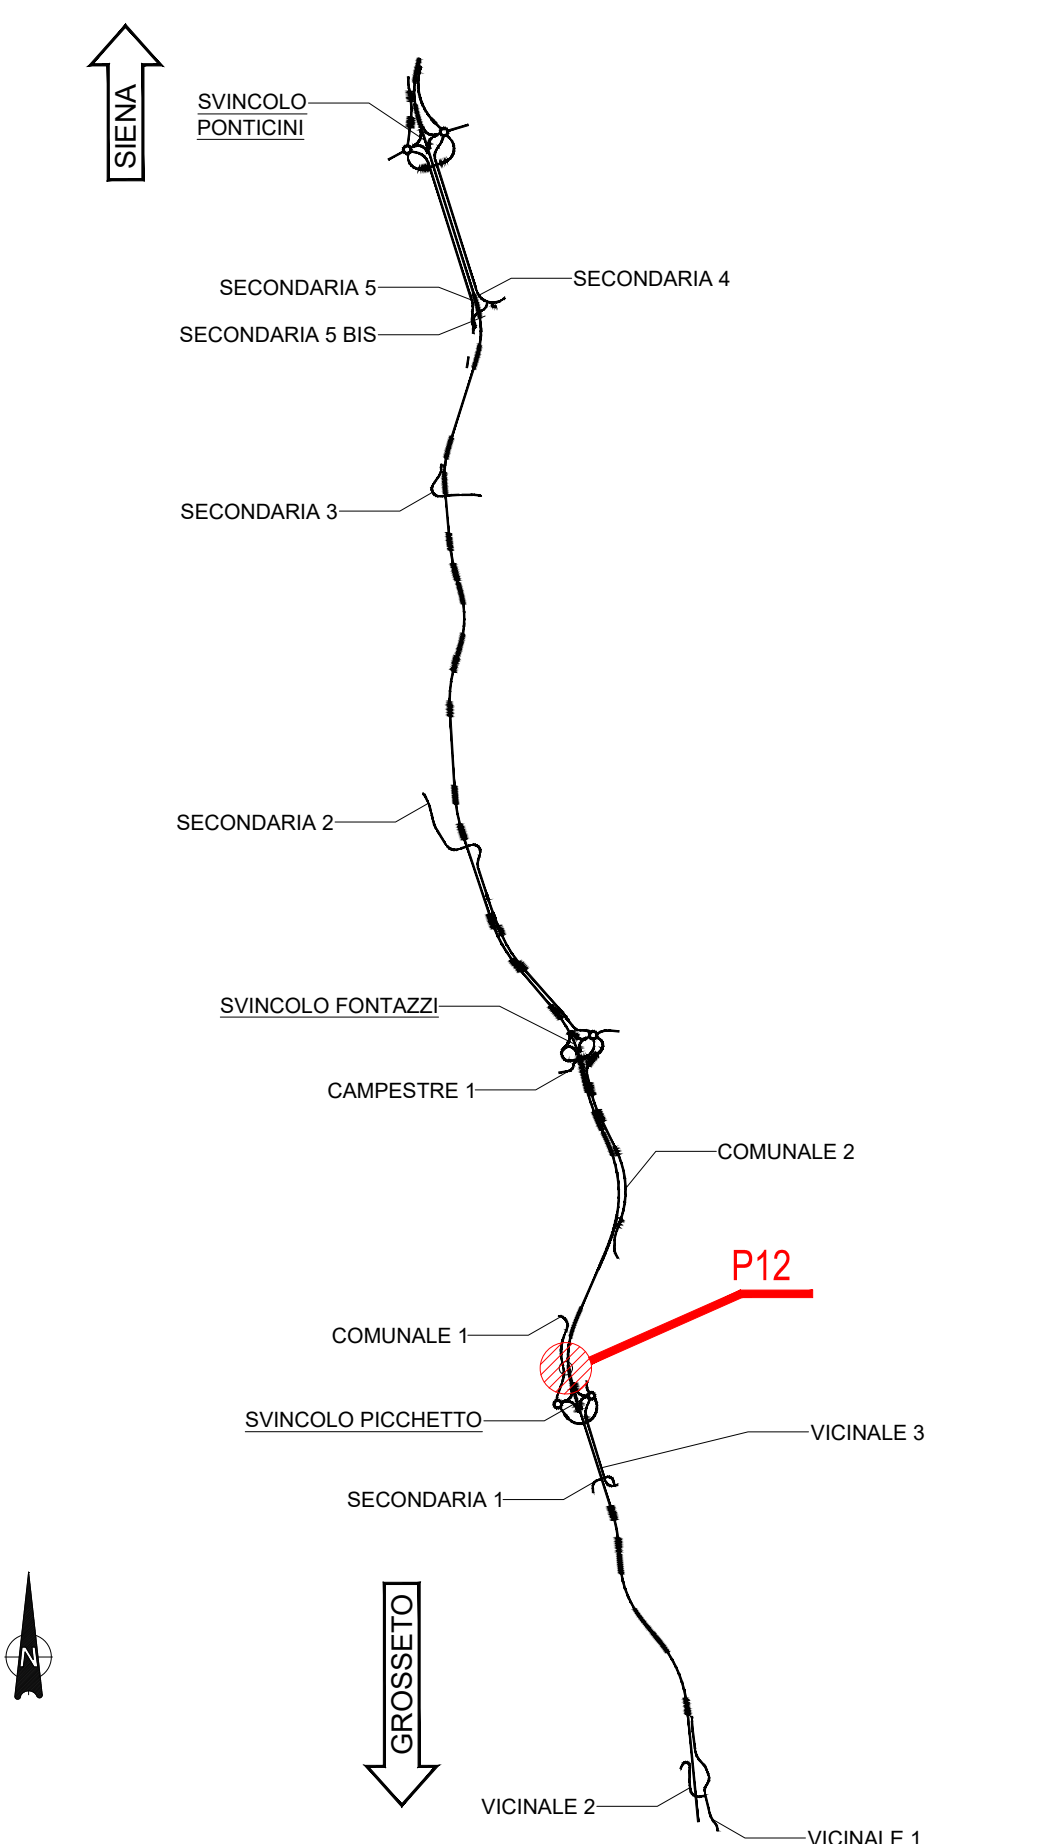 SIENA
SVINCOLO
PONTICINI
SECONDARIA 4
SECONDARIA 5
SECONDARIA 5 BIS
SECONDARIA 3
SECONDARIA 2
SVINCOLO FONTAZZI
CAMPESTRE 1
COMUNALE 2
P12
COMUNALE 1
SVINCOLO PICCHETTO
VICINALE 3
SECONDARIA 1
N
GROSSETO
VICINALE 2
VICINALE 1